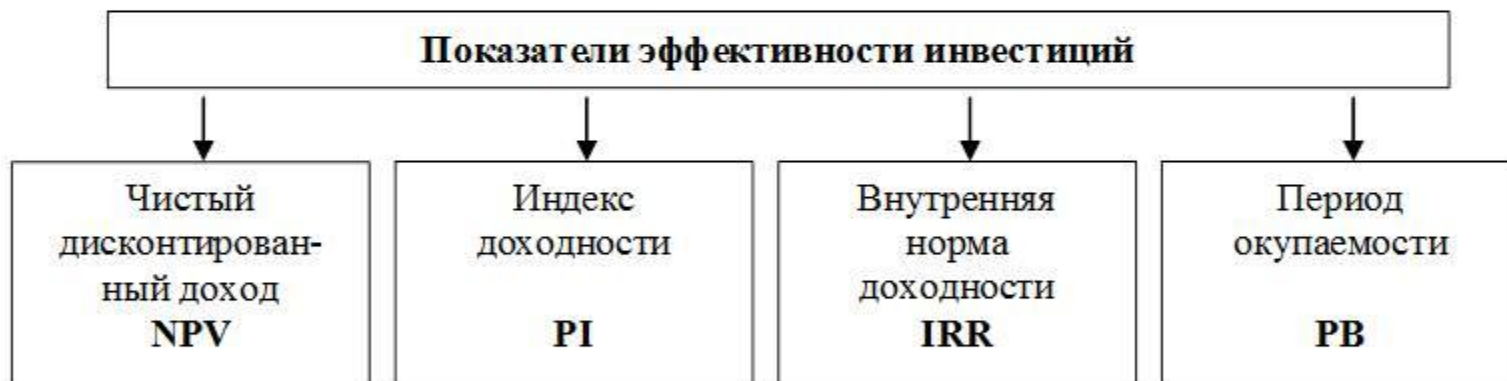 Показатели эффективности инвестиций
Чистый
дисконтирован-
ный доход
NPV
Индекс
доходности
PI
Внутренняя
норма
доходности
IRR
Период
окупаемости
PB